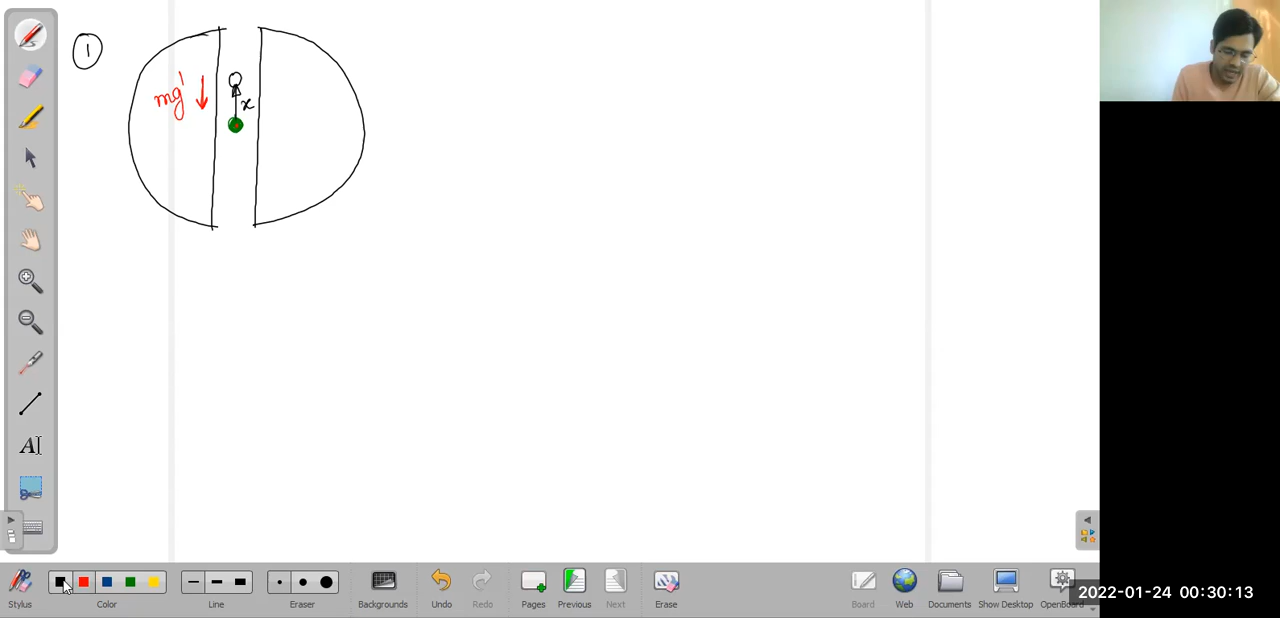 1
mg'
x
A
Stylus
Color
Line
Eraser
Backgrounds
Undo
Redo
Pages
Previous
Next
Erase
Board
Web
Documents
Show Desktop
OpenBoard
2022-01-24 00:30:13